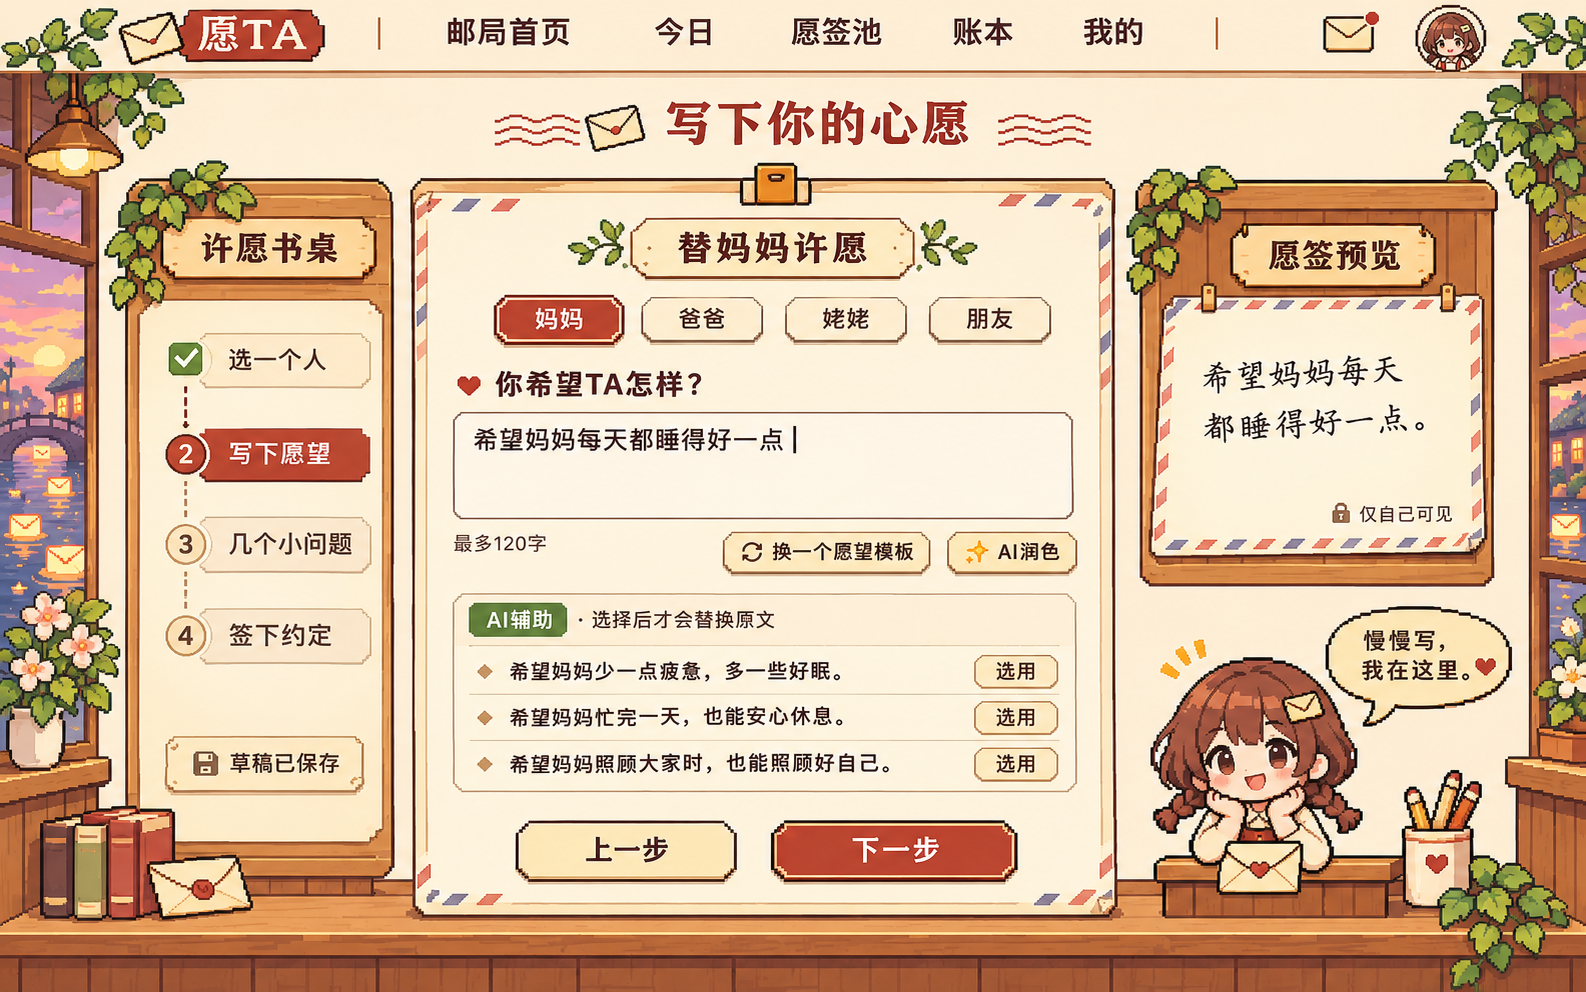 愿TA
邮局首页
今日
愿签池
账本
我的
写下你的心愿
许愿书桌
选一个人
2
写下愿望
3
几个小问题
4
签下约定
草稿已保存
替妈妈许愿
妈妈
爸爸
姥姥
朋友
你希望TA怎样?
希望妈妈每天都睡得好一点
最多120字
换一个愿望模板
AI润色
AI辅助 · 选择后才会替换原文
希望妈妈少一点疲惫，多一些好眠。 选用
希望妈妈忙完一天，也能安心休息。 选用
希望妈妈照顾大家时，也能照顾好自己。 选用
上一步
下一步
愿签预览
希望妈妈每天
都睡得好一点。
仅自己可见
慢慢写，
我在这里。